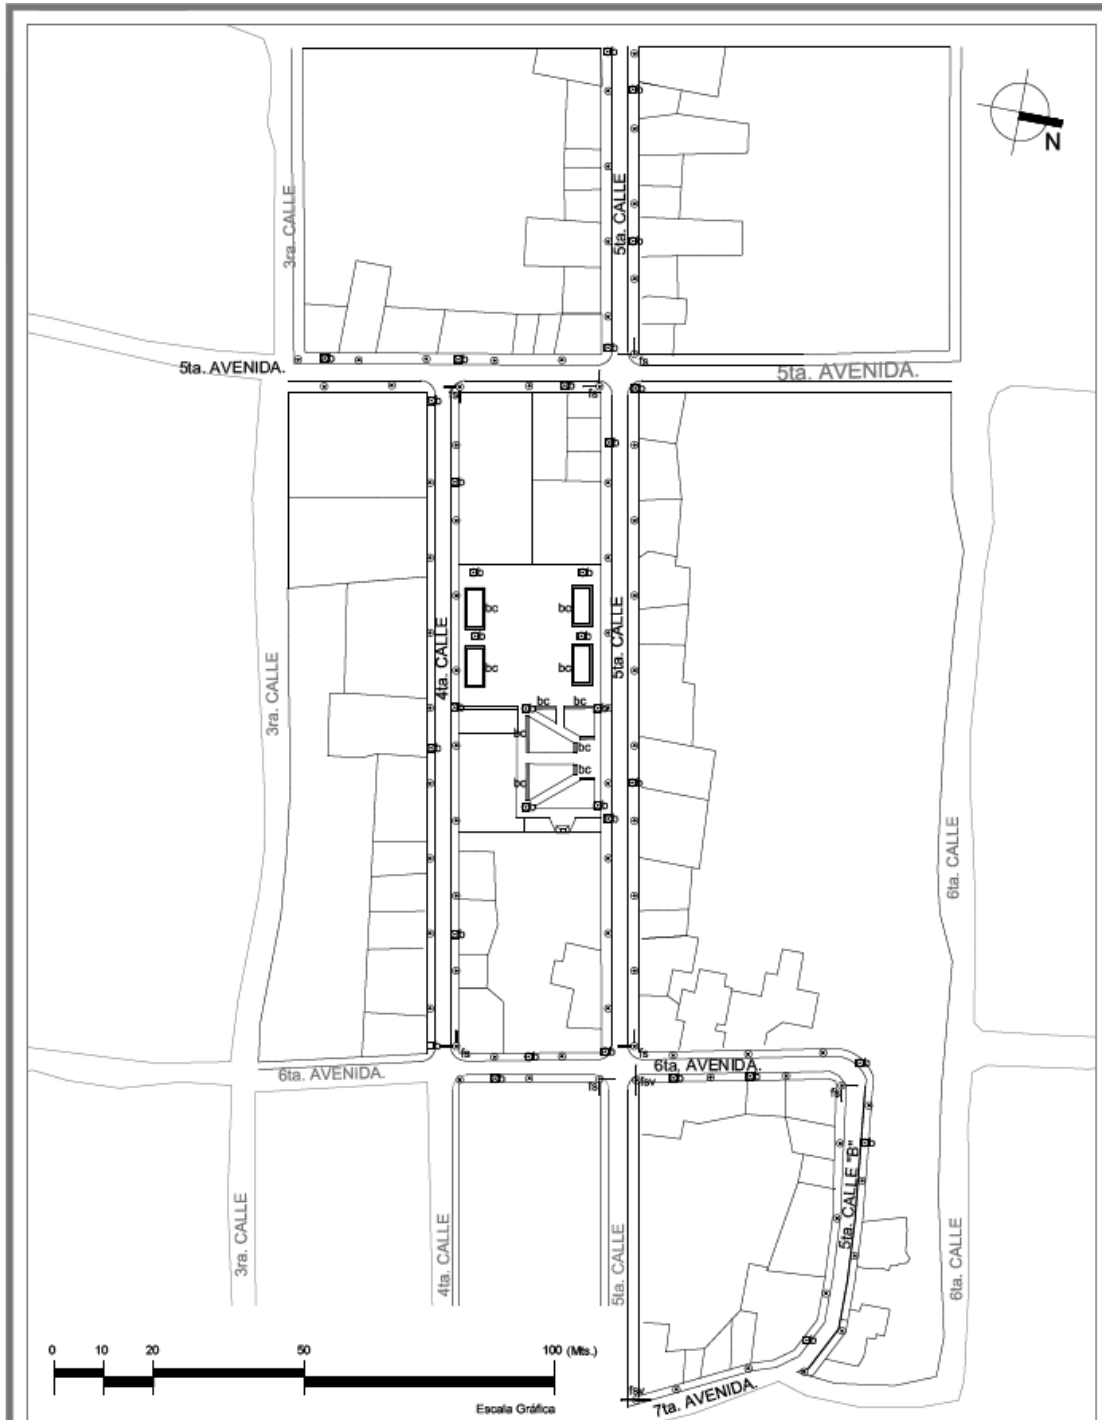 N
3ra. CALLE
5ta. CALLE
5ta. AVENIDA.
fs
5ta. AVENIDA.
fs
fs
bc
bc
5ta. CALLE
4ta. CALLE
bc
bc
3ra. CALLE
bc
bc
bc
bc
bc
bc
6ta. CALLE
fs
fs
6ta. AVENIDA.
6ta. AVENIDA.
fs
fsv
fs
5ta. CALLE "B"
3ra. CALLE
4ta. CALLE
5ta. CALLE
6ta. CALLE
0 10 20 50 100 (Mts.)
fsv
7ta. AVENIDA.
Escala Gráfica